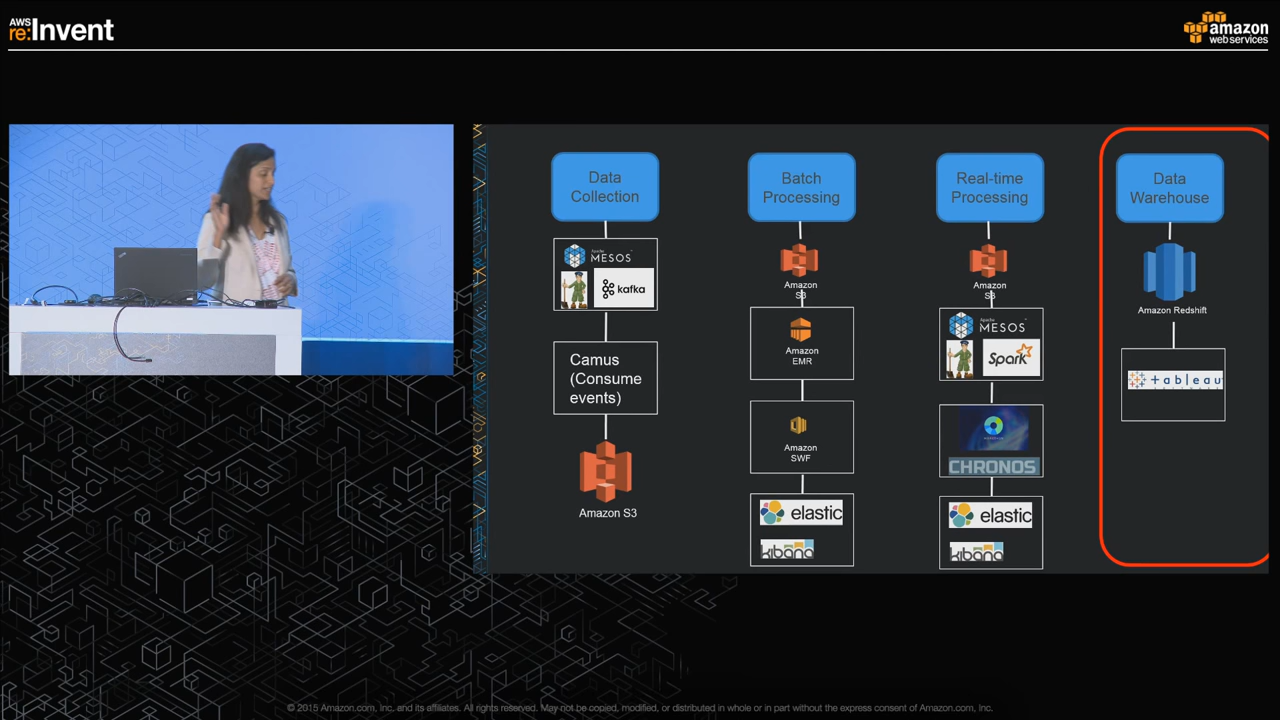 AWS
re:Invent
amazon
web services
Data
Collection
Apache
MESOS
kafka
Camus
(Consume
events)
Amazon S3
Batch
Processing
Amazon
S3
Amazon
EMR
Amazon
SWF
elastic
kibana
Real-time
Processing
Amazon
S3
Apache
MESOS
Spark
CHRONOS
elastic
kibana
Data
Warehouse
Amazon Redshift
tableau
© 2015 Amazon.com, Inc. and its affiliates. All rights reserved. May not be copied, modified, or distributed in whole or in part without the express consent of Amazon.com, Inc.